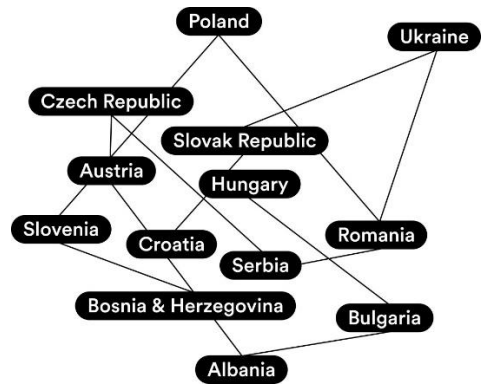 Poland
Ukraine
Czech Republic
Slovak Republic
Austria
Hungary
Slovenia
Croatia
Romania
Serbia
Bosnia & Herzegovina
Bulgaria
Albania